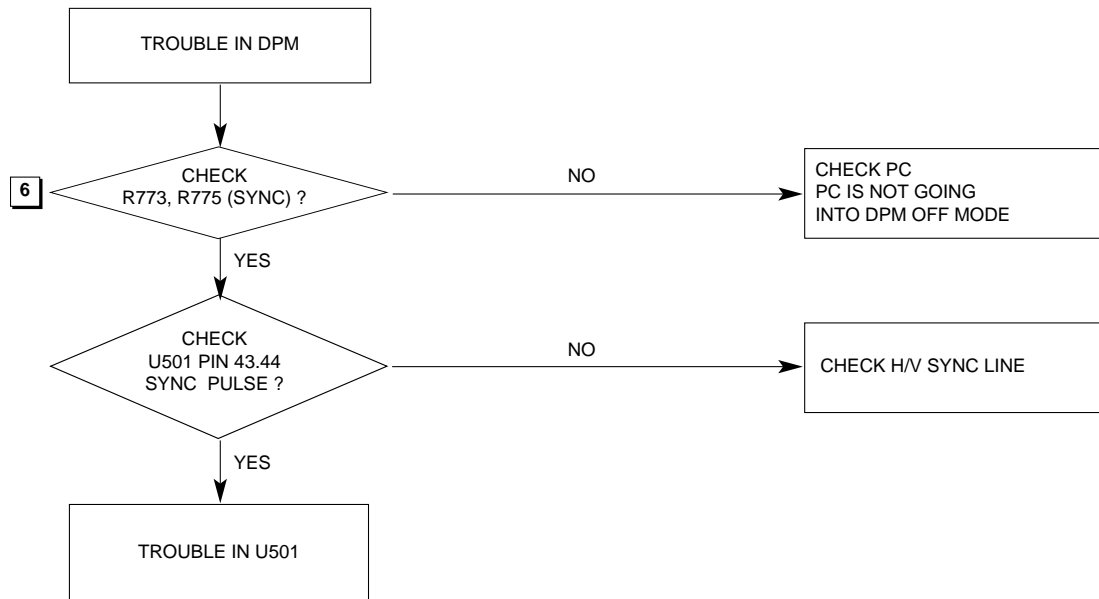 TROUBLE IN DPM
6
CHECK
R773, R775 (SYNC) ?
NO
CHECK PC
PC IS NOT GOING
INTO DPM OFF MODE
YES
CHECK
U501 PIN 43.44
SYNC PULSE ?
NO
CHECK H/V SYNC LINE
YES
TROUBLE IN U501